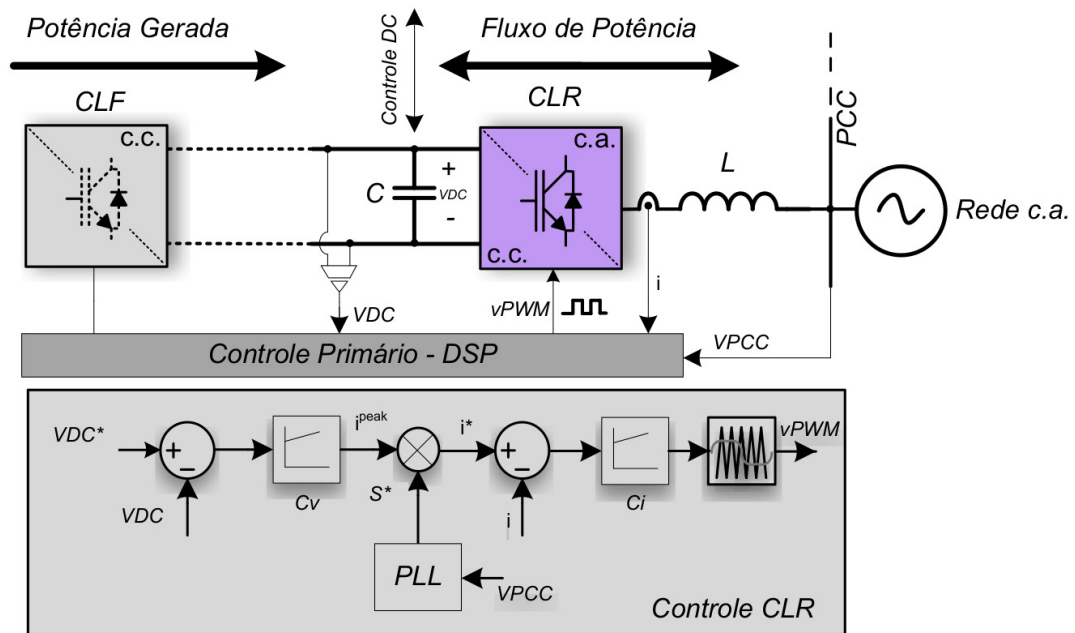 Potência Gerada
Controle DC
Fluxo de Potência
CLF
CLR
PCC
c.c.
c.a.
+
C
VDC
-
L
Rede c.a.
c.c.
i
VDC
vPWM
VPCC
Controle Primário - DSP
VDC*
+
-
VDC
Cv
i^peak
S*
i*
+
-
i
Ci
vPWM
PLL
VPCC
Controle CLR